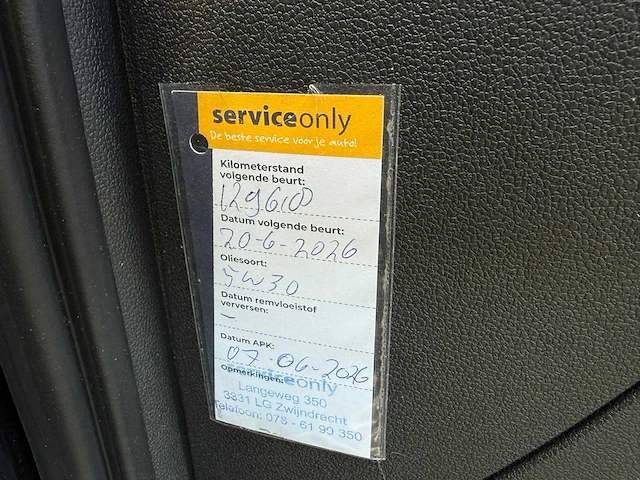 serviceonly
De beste service voor je auto!
Kilometerstand
volgende beurt:
129610
Datum volgende beurt:
20-6-2026
Oliesoort:
5W30
Datum remvloeistof
verversen:
-
Datum APK:
07-06-2026
Opmerkingen:
serviceonly
Langeweg 350
3331 LG Zwijndrecht
Telefoon: 078 - 61 90 350